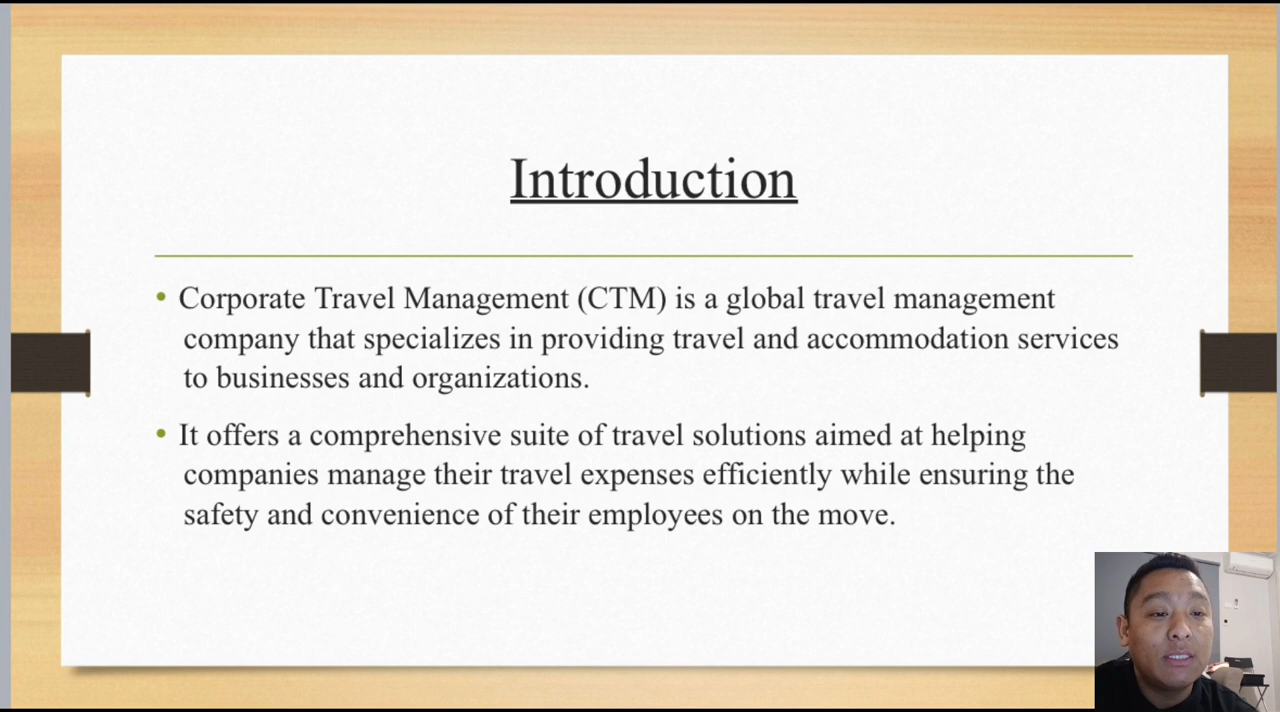 Introduction
• Corporate Travel Management (CTM) is a global travel management
company that specializes in providing travel and accommodation services
to businesses and organizations.
• It offers a comprehensive suite of travel solutions aimed at helping
companies manage their travel expenses efficiently while ensuring the
safety and convenience of their employees on the move.